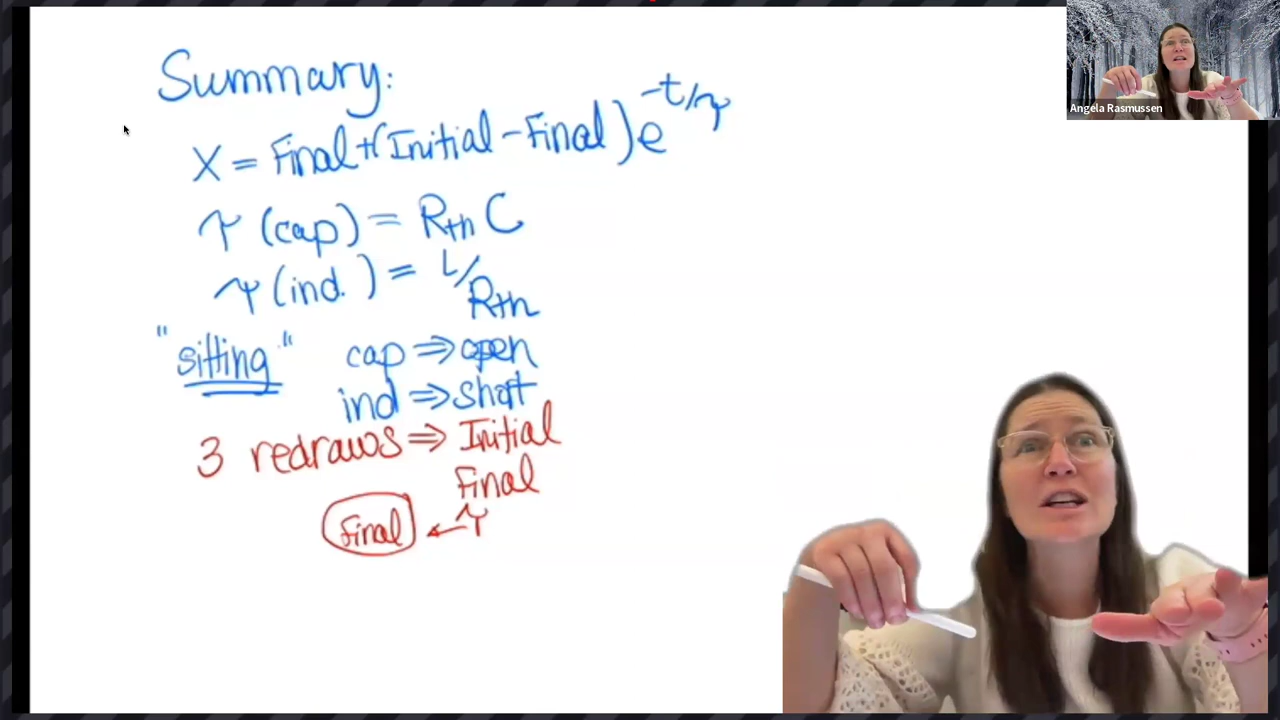 Summary:
X = Final + (Initial - Final) e^-t/τ
τ (cap) = Rth C
τ (ind.) = L/Rth
"sitting" cap ⇒ open
ind ⇒ short
3 redraws ⇒ Initial
Final
Final ← τ
Angela Rasmussen